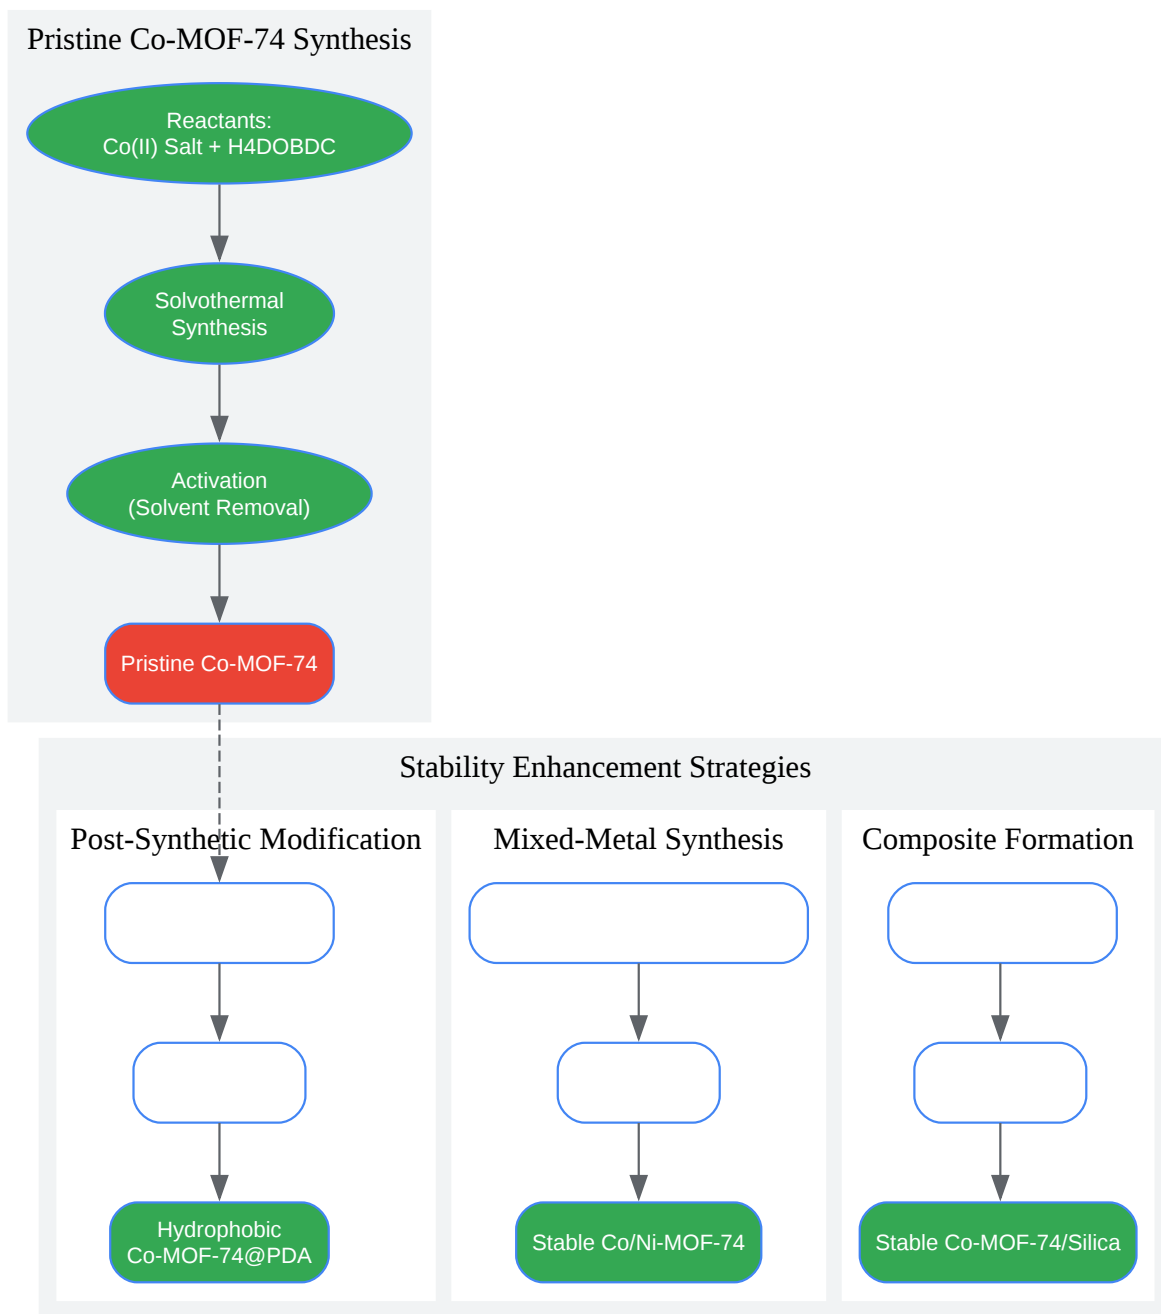 Pristine Co-MOF-74 Synthesis
Reactants:
Co(II) Salt + H4DOBDC
Solvothermal
Synthesis
Activation
(Solvent Removal)
Pristine Co-MOF-74
Stability Enhancement Strategies
Post-Synthetic Modification
Mixed-Metal Synthesis
Composite Formation
Hydrophobic
Co-MOF-74@PDA
Stable Co/Ni-MOF-74
Stable Co-MOF-74/Silica